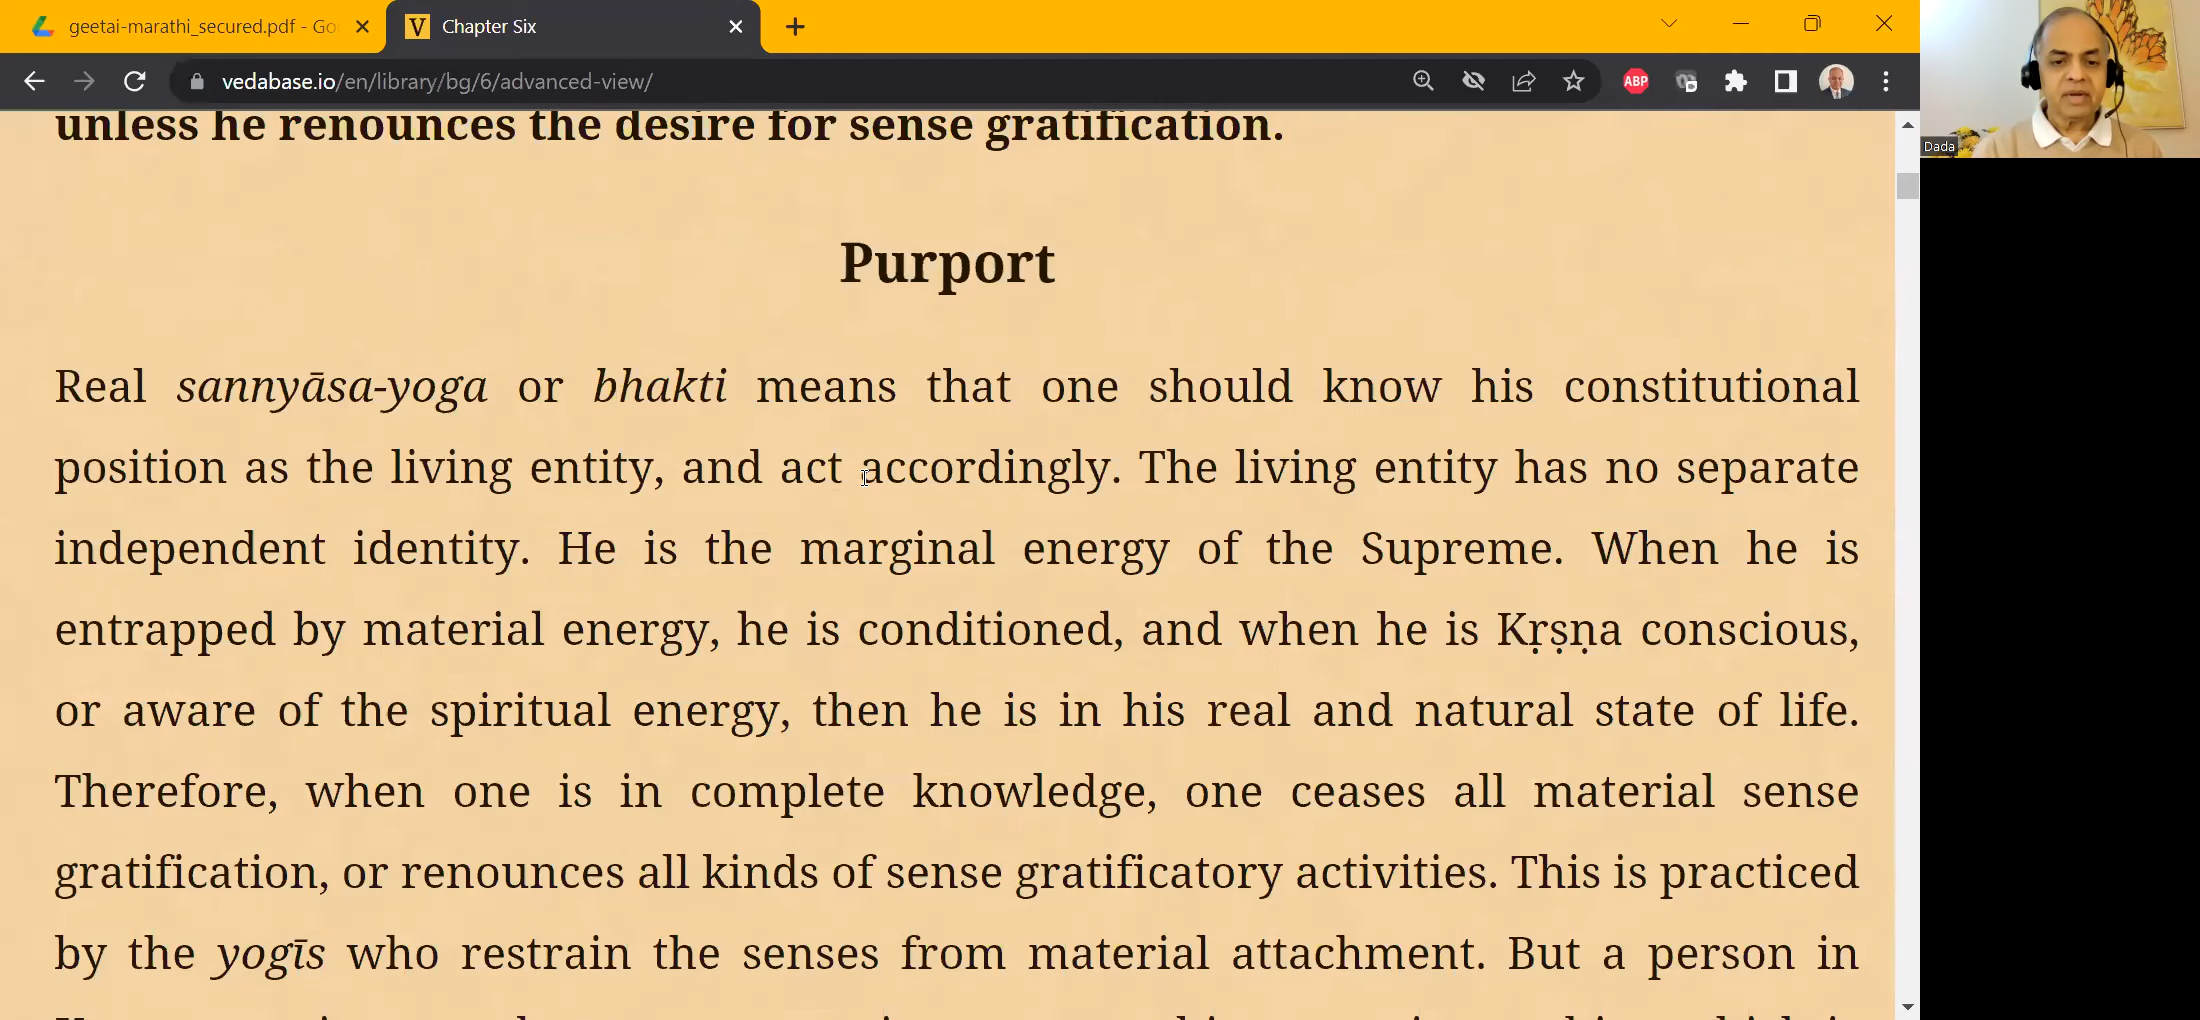 geetai-marathi_secured.pdf - Go
Chapter Six
vedabase.io/en/library/bg/6/advanced-view/
ABP
Dada
unless he renounces the desire for sense gratification.
Purport
Real sannyāsa-yoga or bhakti means that one should know his constitutional
position as the living entity, and act accordingly. The living entity has no separate
independent identity. He is the marginal energy of the Supreme. When he is
entrapped by material energy, he is conditioned, and when he is Kṛṣṇa conscious,
or aware of the spiritual energy, then he is in his real and natural state of life.
Therefore, when one is in complete knowledge, one ceases all material sense
gratification, or renounces all kinds of sense gratificatory activities. This is practiced
by the yogīs who restrain the senses from material attachment. But a person in